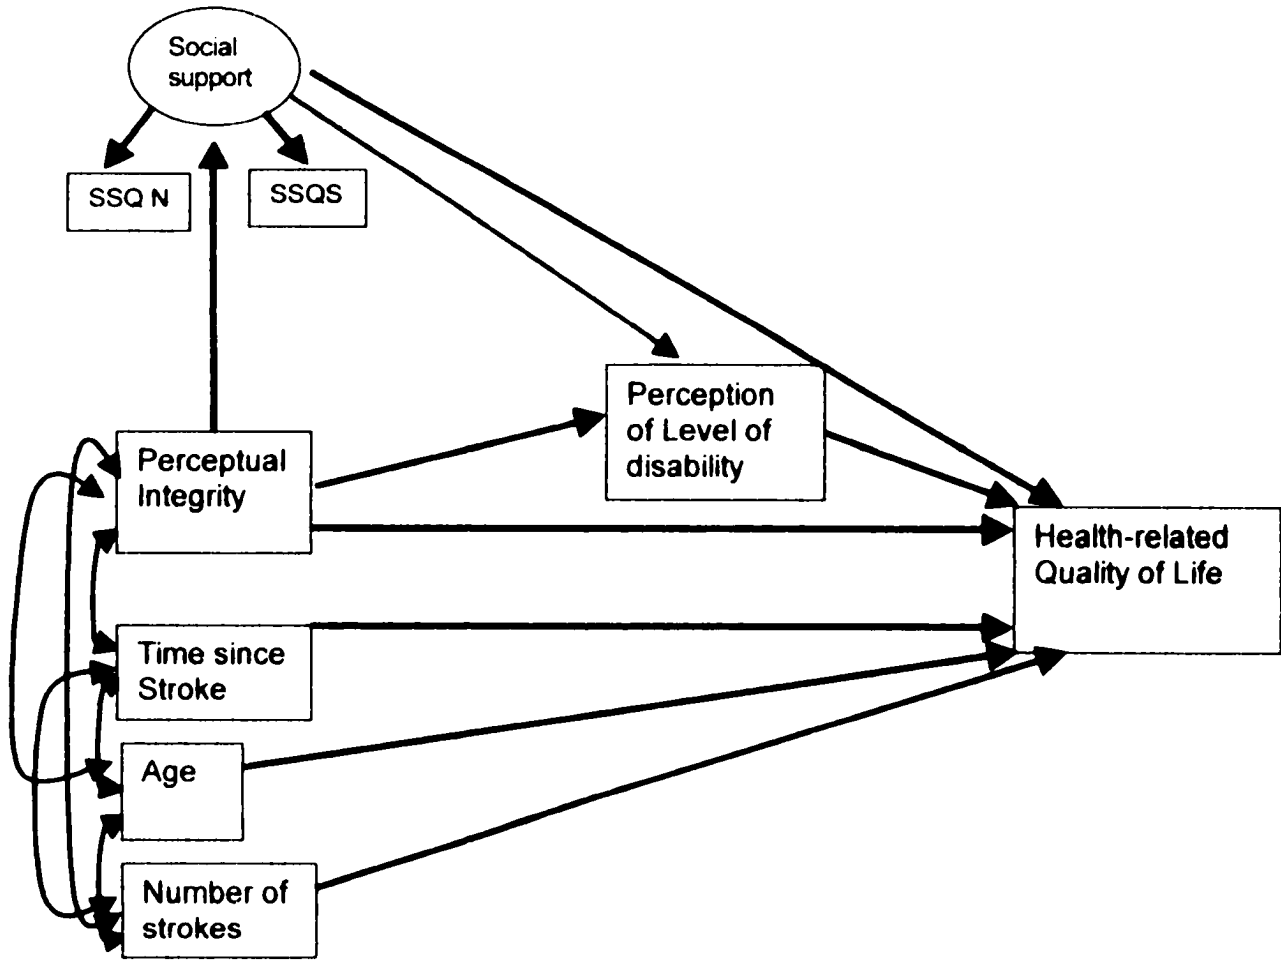 Social
support
SSQ N
SSQS
Perception
of Level of
disability
Perceptual
Integrity
Health-related
Quality of Life
Time since
Stroke
Age
Number of
strokes